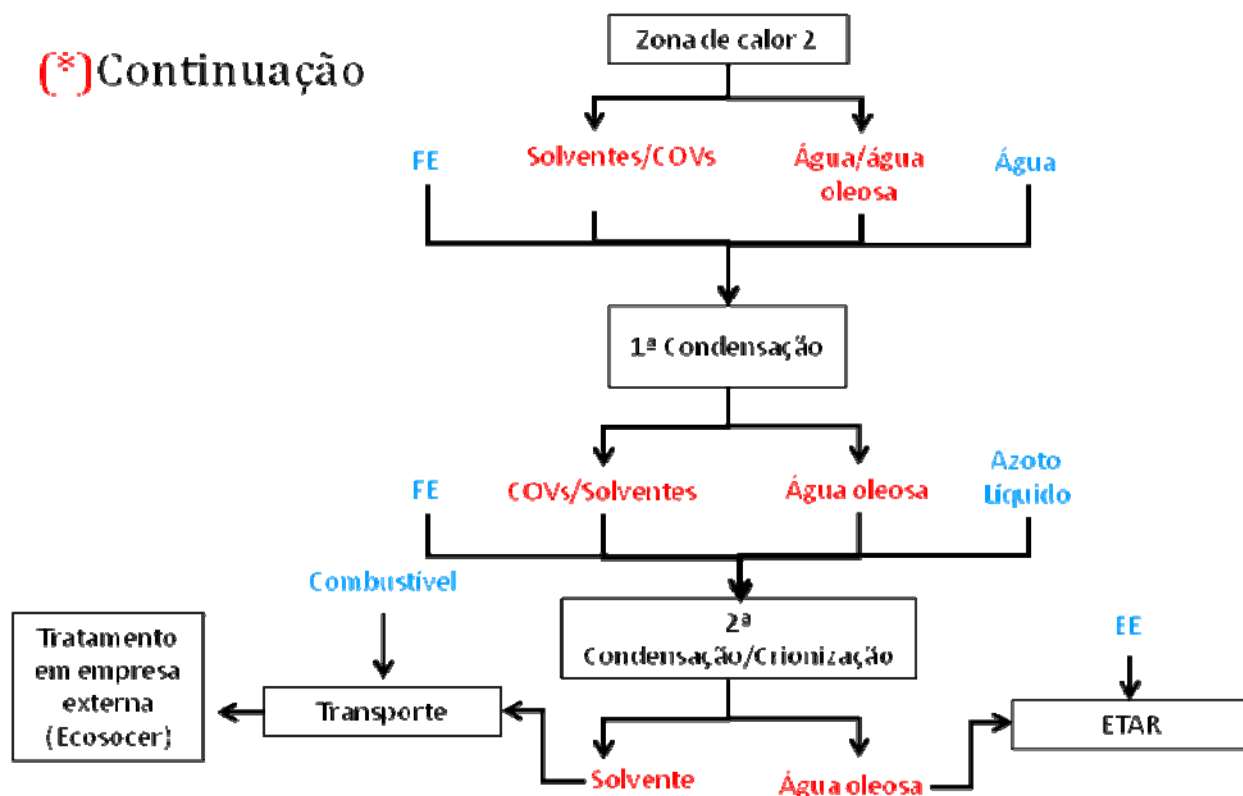 Zona de calor 2
(*)Continuação
FE
Solventes/COVs
Água/água
oleosa
Água
1ª Condensação
FE
COVs/Solventes
Água oleosa
Azoto
Líquido
Combustível
2ª
Condensação/Crionização
EE
Tratamento
em empresa
externa
(Ecosocer)
Transporte
ETAR
Solvente
Água oleosa